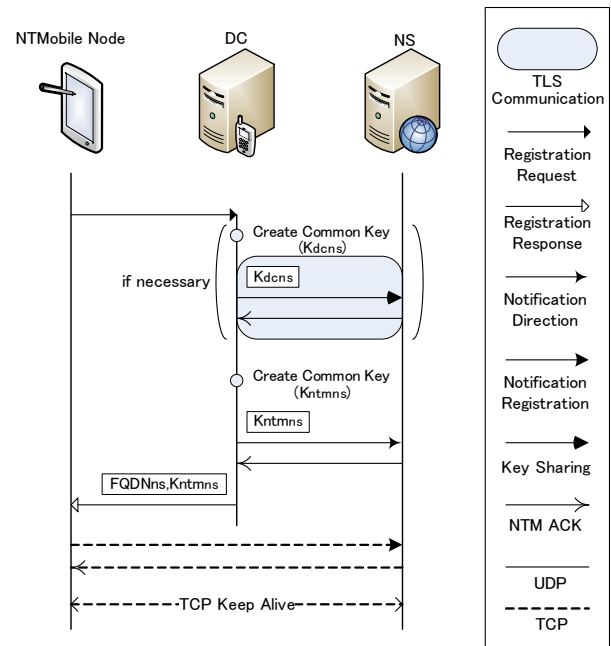 NTMobile Node
DC
NS
Create Common Key
(Kdcns)
if necessary
Kdcns
Create Common Key
(Kntmns)
Kntmns
FQDNns,Kntmns
TCP Keep Alive
TLS
Communication
Registration
Request
Registration
Response
Notification
Direction
Notification
Registration
Key Sharing
NTM ACK
UDP
TCP